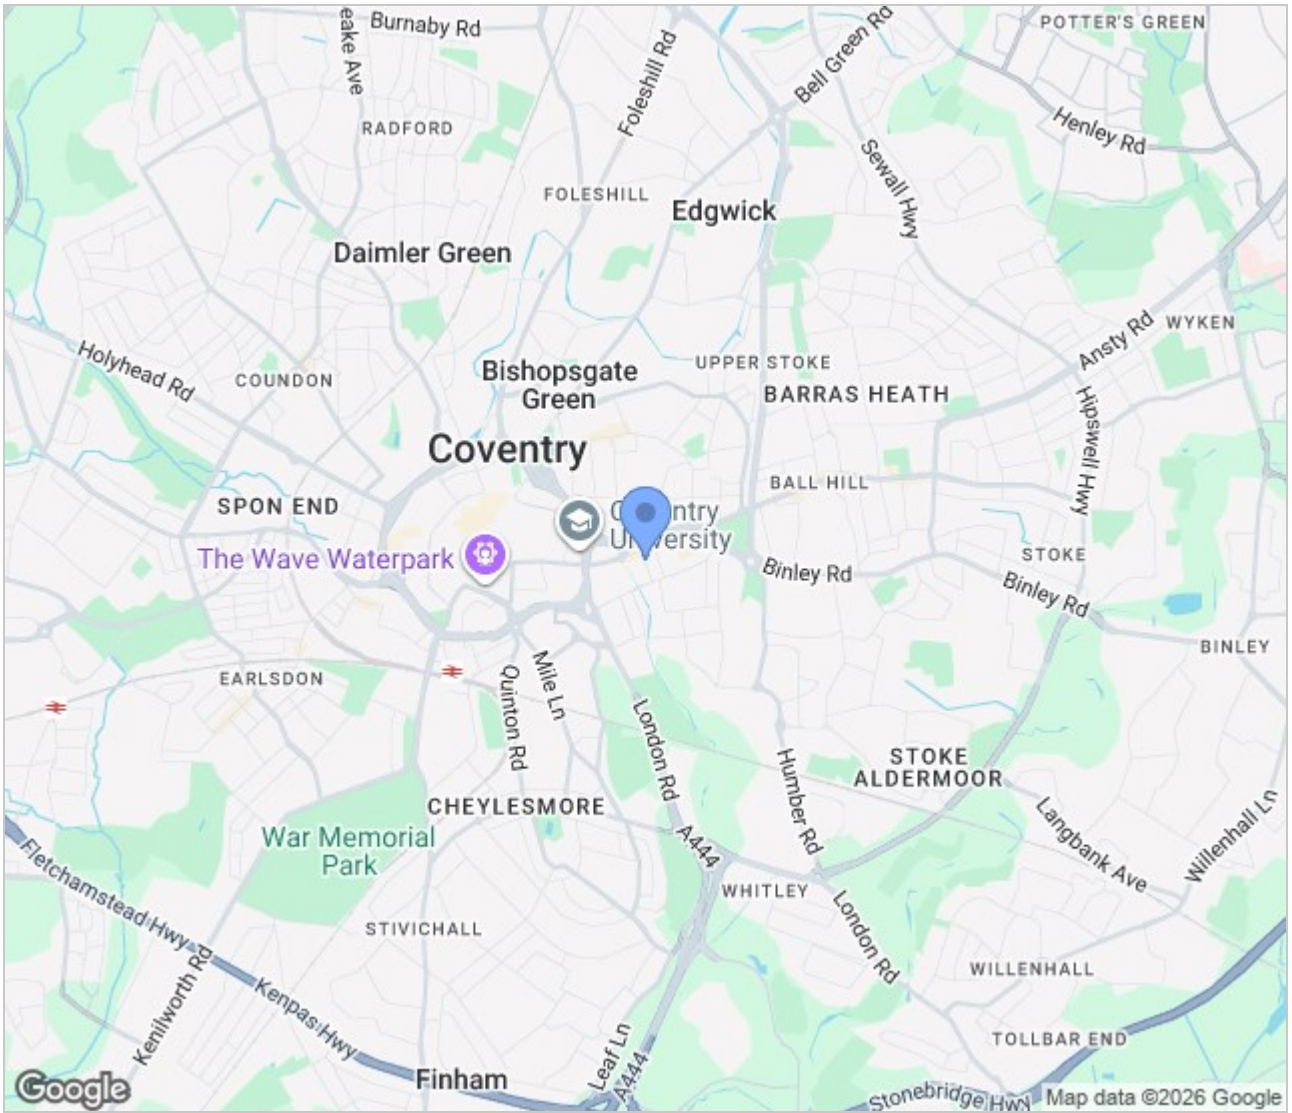 Burnaby Rd
eake Ave
Foleshill Rd
Bell Green Rd
POTTER'S GREEN
RADFORD
Henley Rd
Sewall Hwy
FOLESHILL
Edgwick
Daimler Green
WYKEN
Ansty Rd
Holyhead Rd
COUNDON
Bishopsgate
Green
UPPER STOKE
BARRAS HEATH
Hipswell Hwy
Coventry
BALL HILL
SPON END
The Wave Waterpark
University
Binley Rd
STOKE
Binley Rd
BINLEY
EARLSDON
Quinton Rd
Mile Ln
London Rd
Humber Rd
STOKE
ALDERMOOR
CHEYLESMORE
War Memorial
Park
A444
Langbank Ave
Willenhall Ln
Fletchamstead Hwy
WHITLEY
London Rd
STIVICHALL
Kenilworth Rd
Kenpas Hwy
WILLENHALL
TOLLBAR END
Leaf Ln
A444
Finham
Stonebridge Hwy
Google
Map data ©2026 Google